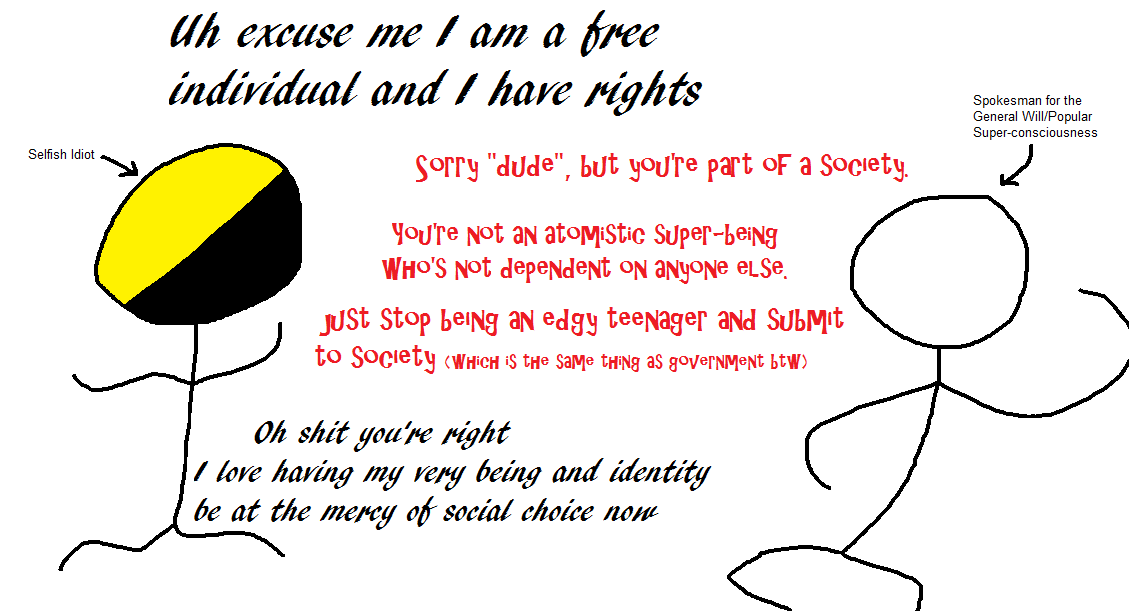 Uh excuse me I am a free
individual and I have rights
Spokesman for the
General Will/Popular
Super-consciousness
Selfish Idiot
Sorry "dude", but you're part of a society.
You're not an atomistic super-being
who's not dependent on anyone else.
Just stop being an edgy teenager and submit
to society (which is the same thing as government btw)
Oh shit you're right
I love having my very being and identity
be at the mercy of social choice now